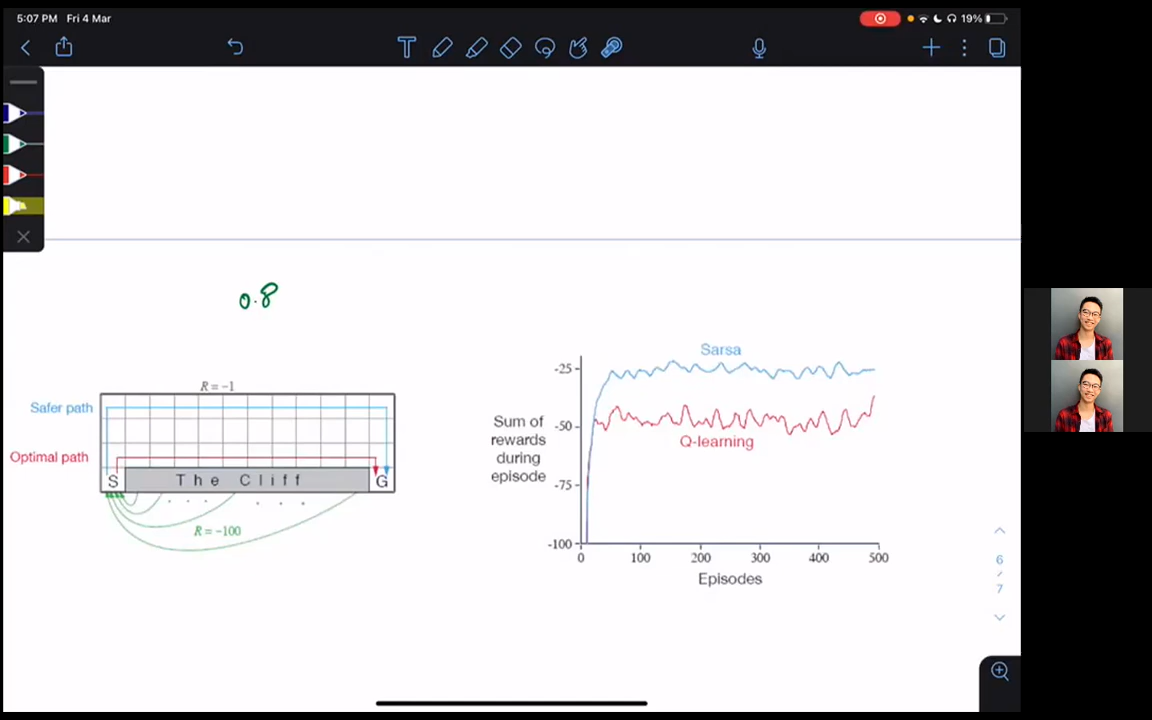 5:07 PM Fri 4 Mar
19%
T
0.8
R = -1
Safer path
Optimal path
S
The Cliff
G
R = -100
Sarsa
Q-learning
Sum of
rewards
during
episode
-25
-50
-75
-100
0 100 200 300 400 500
Episodes
6
/
7